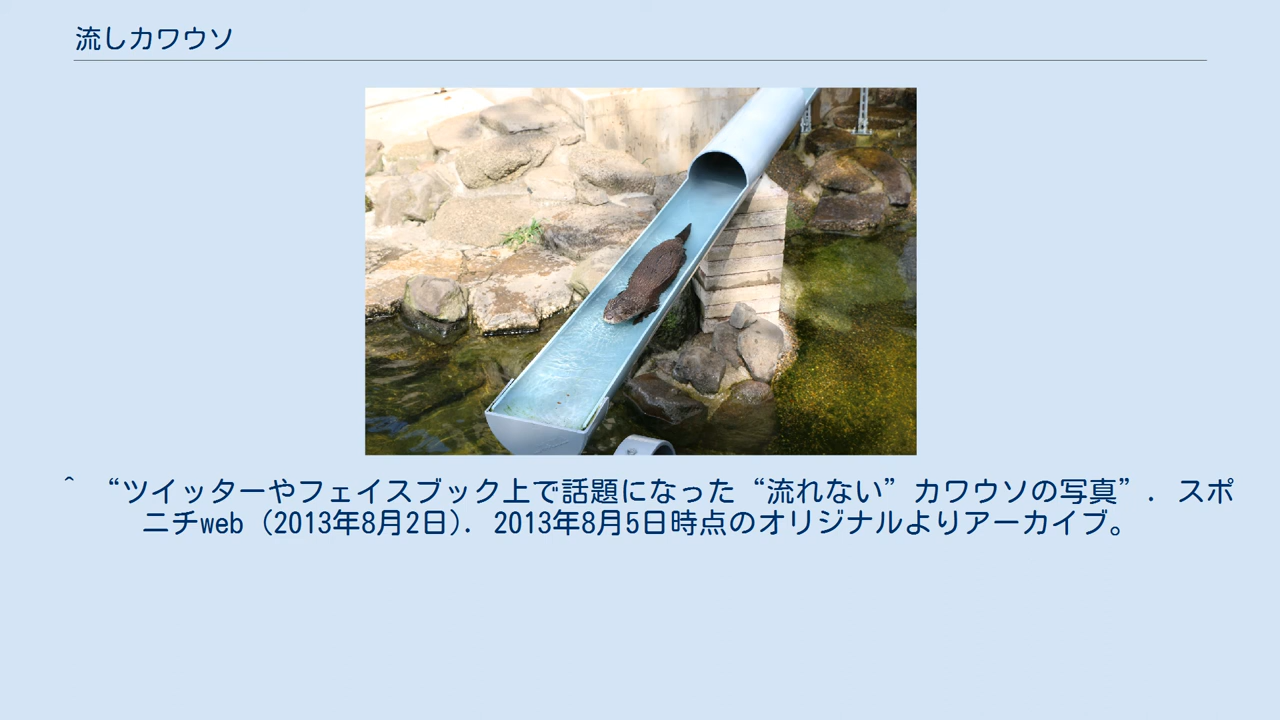 流しカワウソ
^ “ツイッターやフェイスブック上で話題になった“流れない”カワウソの写真”. スポ
ニチweb (2013年8月2日). 2013年8月5日時点のオリジナルよりアーカイブ。